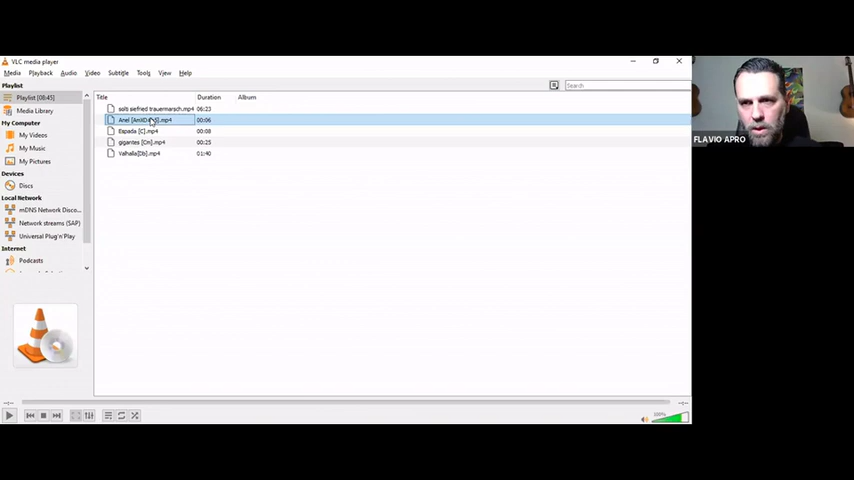 VLC media player
Media Playback Audio Video Subtitle Tools View Help
Playlist
Search
Playlist [08:45]
Title Duration Album
Media Library
solti siefried trauermarsch.mp4 06:23
My Computer
Anel 00:06
My Videos
Espada [C].mp4 00:08
My Music
gigantes [Cm].mp4 00:25
My Pictures
Valhalla[Db].mp4 01:40
Devices
Discs
Local Network
mDNS Network Disco...
Network streams (SAP)
Universal Plug'n'Play
Internet
Podcasts
--:-- --:--
100%
FLAVIO APRO